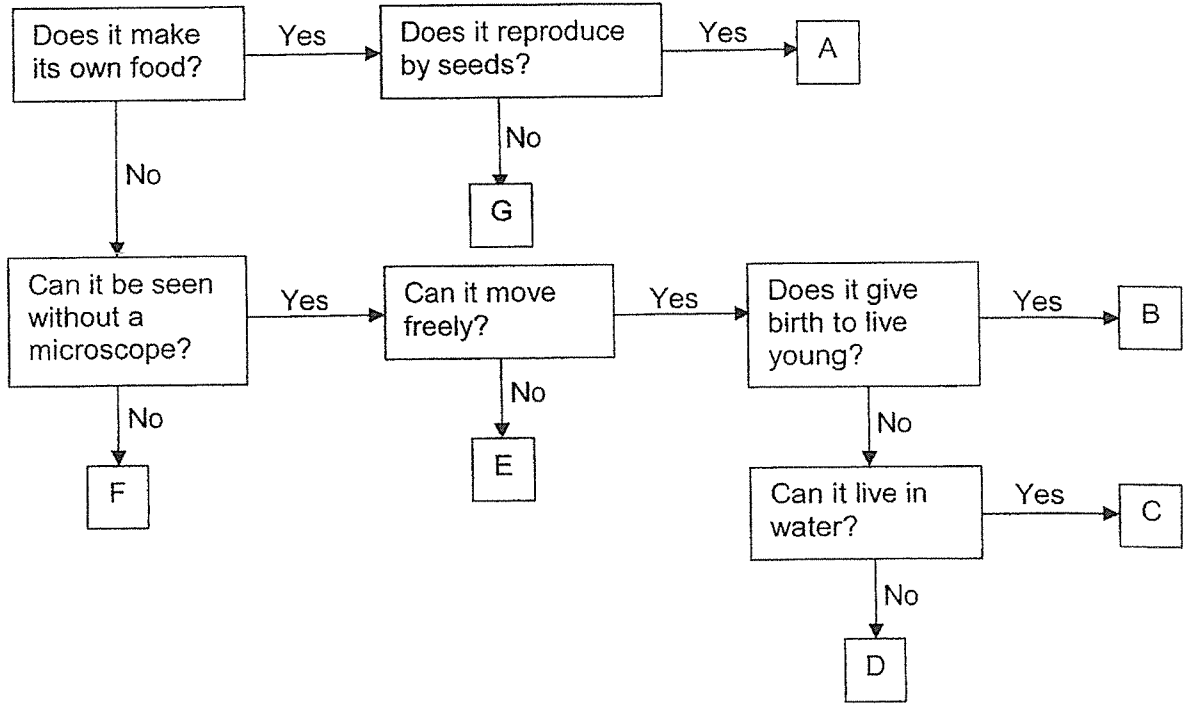 Does it make
its own food?
Yes
Does it reproduce
by seeds?
Yes
A
No
No
G
Can it be seen
without a
microscope?
Yes
Can it move
freely?
Yes
Does it give
birth to live
young?
Yes
B
No
No
No
F
E
Can it live in
water?
Yes
C
No
D